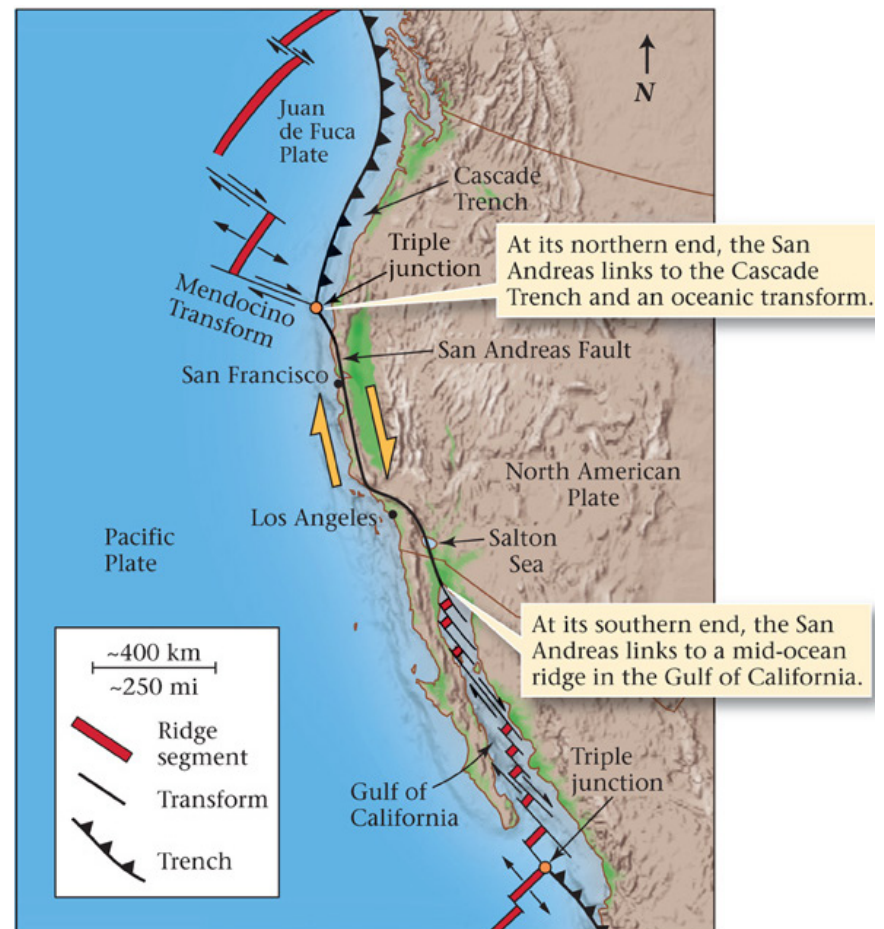 N
Juan
de Fuca
Plate
Cascade
Trench
Triple
junction
At its northern end, the San
Andreas links to the Cascade
Trench and an oceanic transform.
Mendocino
Transform
San Andreas Fault
San Francisco
North American
Plate
Los Angeles
Pacific
Plate
Salton
Sea
At its southern end, the San
Andreas links to a mid-ocean
ridge in the Gulf of California.
~400 km
~250 mi
Ridge
segment
Transform
Trench
Gulf of
California
Triple
junction